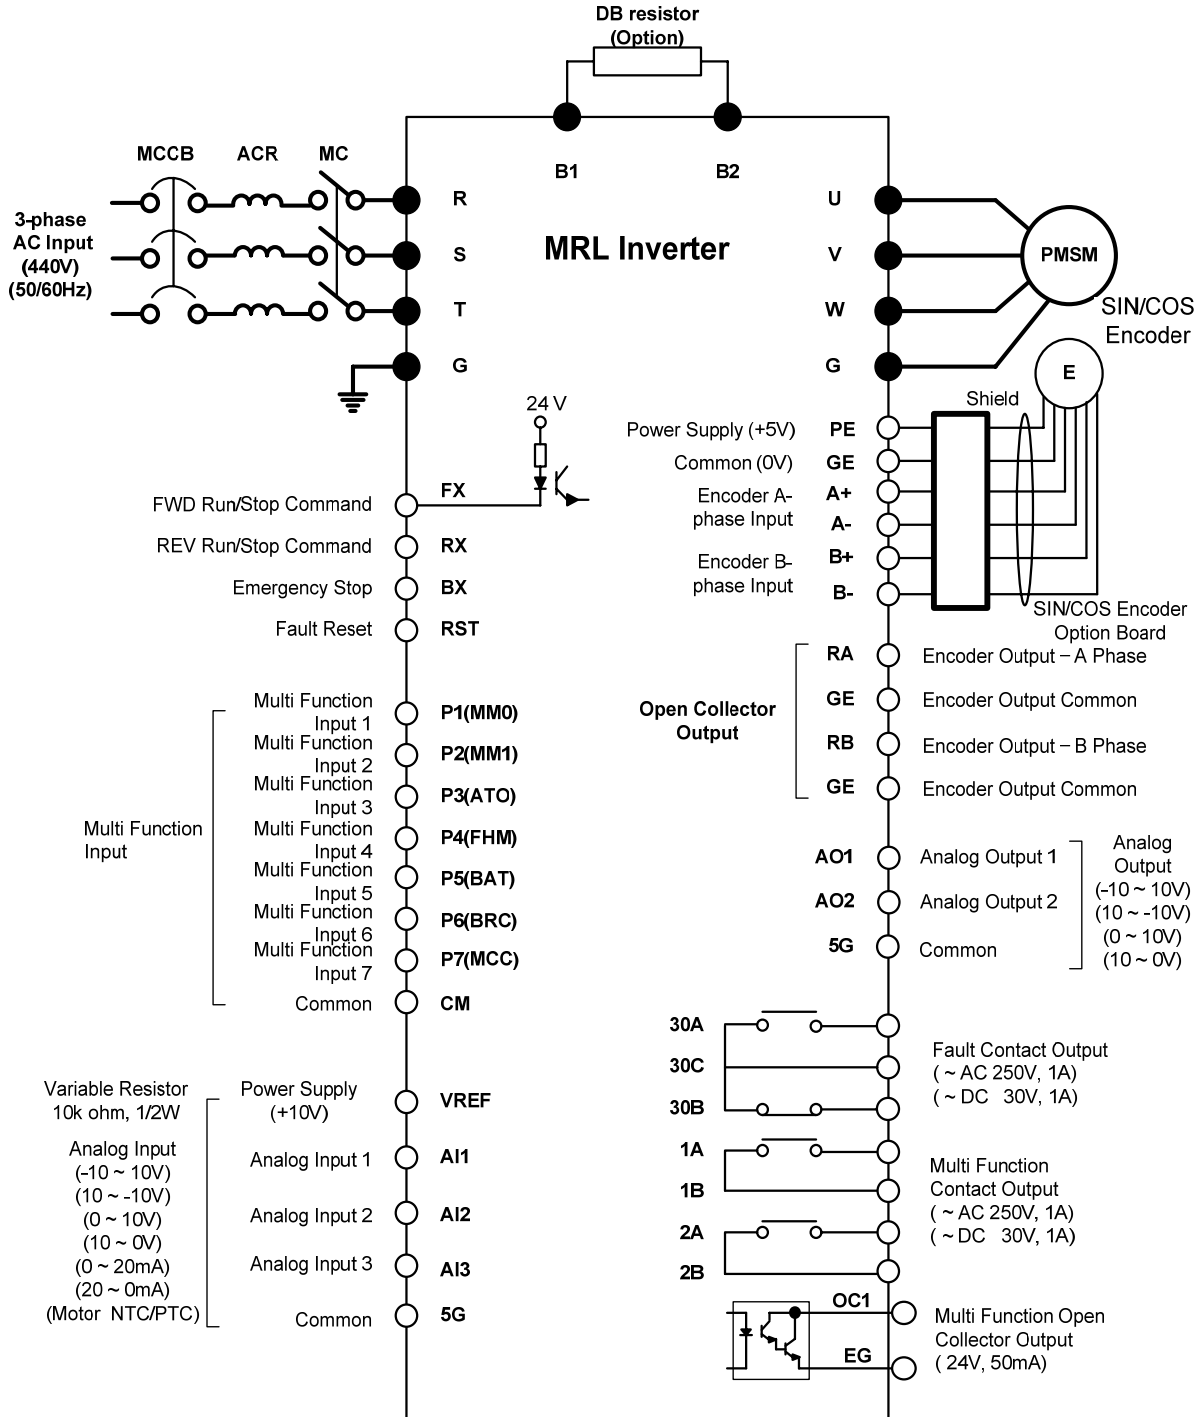 DB resistor
(Option)
MCCB
ACR
MC
B1
B2
3-phase
AC Input
(440V)
(50/60Hz)
R
S
T
G
MRL Inverter
U
V
W
G
PMSM
SIN/COS
Encoder
E
Shield
24 V
Power Supply (+5V)
PE
Common (0V)
GE
Encoder A-
phase Input
A+
A-
Encoder B-
phase Input
B+
B-
SIN/COS Encoder
Option Board
FWD Run/Stop Command
FX
REV Run/Stop Command
RX
Emergency Stop
BX
Fault Reset
RST
Open Collector
Output
RA
Encoder Output – A Phase
GE
Encoder Output Common
RB
Encoder Output – B Phase
GE
Encoder Output Common
Multi Function
Input
Multi Function
Input 1
P1(MM0)
Multi Function
Input 2
P2(MM1)
Multi Function
Input 3
P3(ATO)
Multi Function
Input 4
P4(FHM)
Multi Function
Input 5
P5(BAT)
Multi Function
Input 6
P6(BRC)
Multi Function
Input 7
P7(MCC)
Common
CM
AO1
Analog Output 1
AO2
Analog Output 2
5G
Common
Analog
Output
(-10 ~ 10V)
(10 ~ -10V)
(0 ~ 10V)
(10 ~ 0V)
30A
30C
30B
Fault Contact Output
( ~ AC 250V, 1A)
( ~ DC 30V, 1A)
1A
1B
2A
2B
Multi Function
Contact Output
( ~ AC 250V, 1A)
( ~ DC 30V, 1A)
OC1
EG
Multi Function Open
Collector Output
( 24V, 50mA)
Variable Resistor
10k ohm, 1/2W
Analog Input
(-10 ~ 10V)
(10 ~ -10V)
(0 ~ 10V)
(10 ~ 0V)
(0 ~ 20mA)
(20 ~ 0mA)
(Motor NTC/PTC)
Power Supply
(+10V)
VREF
Analog Input 1
AI1
Analog Input 2
AI2
Analog Input 3
AI3
Common
5G